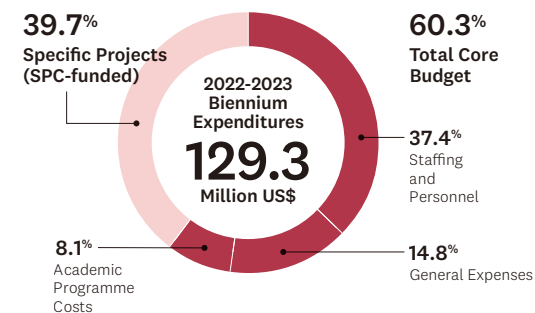 39.7%
Specific Projects
(SPC-funded)
2022-2023
Biennium
Expenditures
129.3
Million US$
60.3%
Total Core
Budget
37.4%
Staffing
and
Personnel
14.8%
General Expenses
8.1%
Academic
Programme
Costs